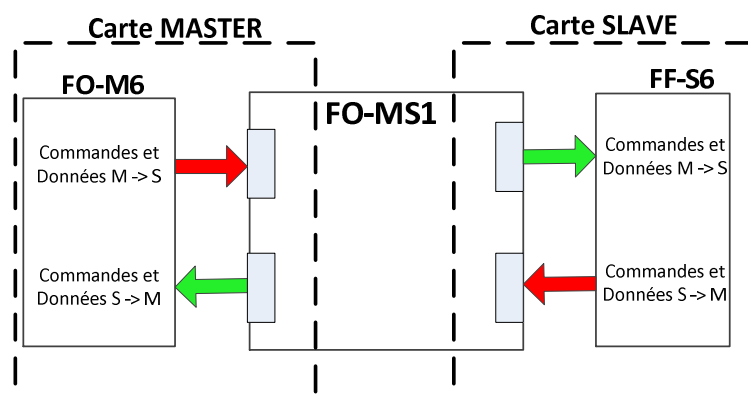 Carte MASTER
Carte SLAVE
FO-M6
FO-MS1
FF-S6
Commandes et
Données M -> S
Commandes et
Données S -> M
Commandes et
Données M -> S
Commandes et
Données S -> M